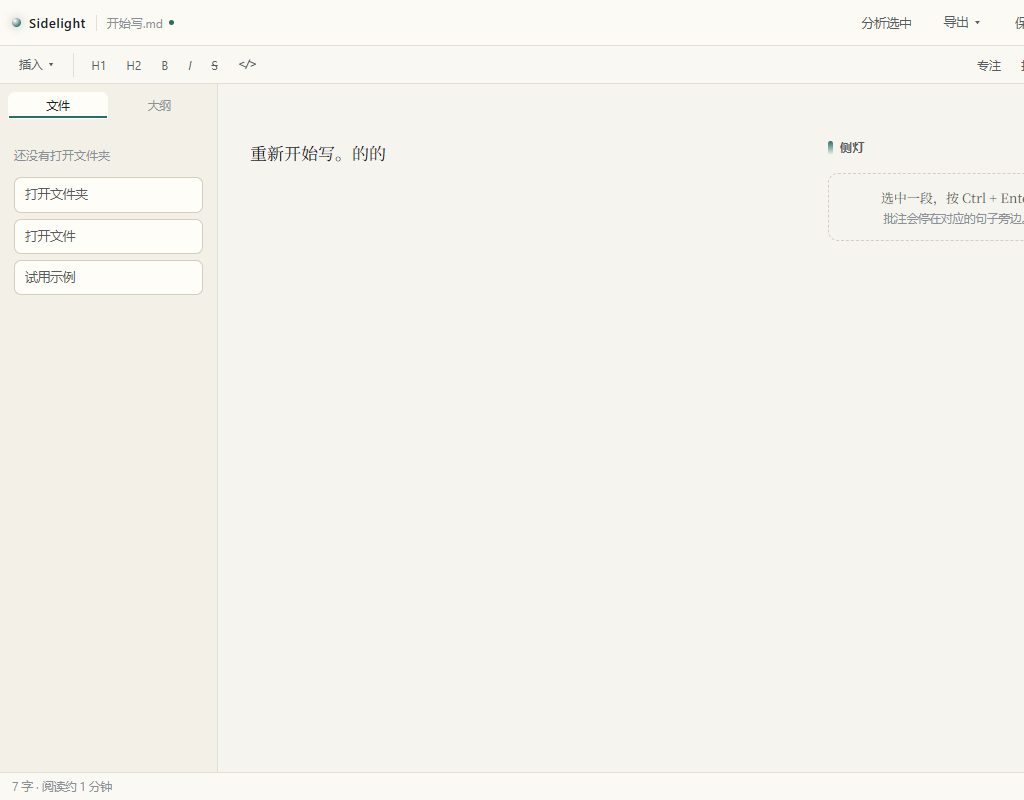 Sidelight 开始写.md 分析选中 导出
插入 H1 H2 B I S </> 专注
文件 大纲
还没有打开文件夹
打开文件夹
打开文件
试用示例
重新开始写。的的
侧灯
选中一段，按 Ctrl + Ente
批注会停在对应的句子旁边。
7 字 · 阅读约 1 分钟